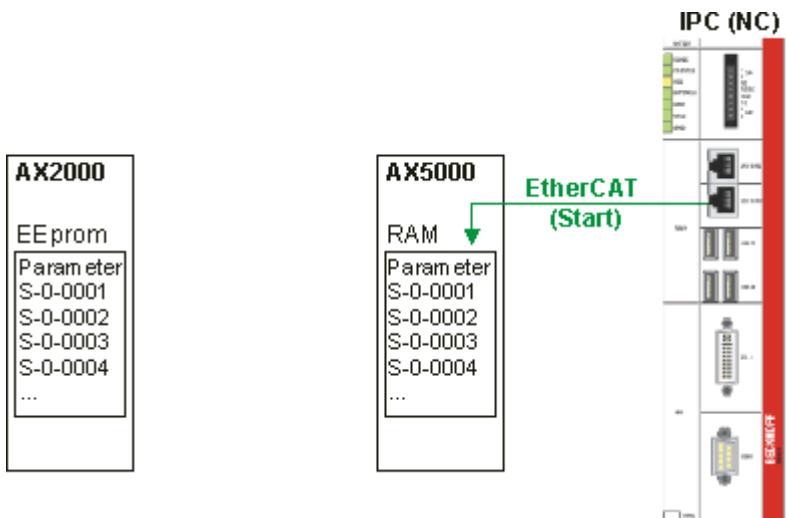 IPC (NC)
AX2000
EEprom
Parameter
S-0-0001
S-0-0002
S-0-0003
S-0-0004
...
AX5000
RAM
Parameter
S-0-0001
S-0-0002
S-0-0003
S-0-0004
...
EtherCAT
(Start)
BECKHOFF